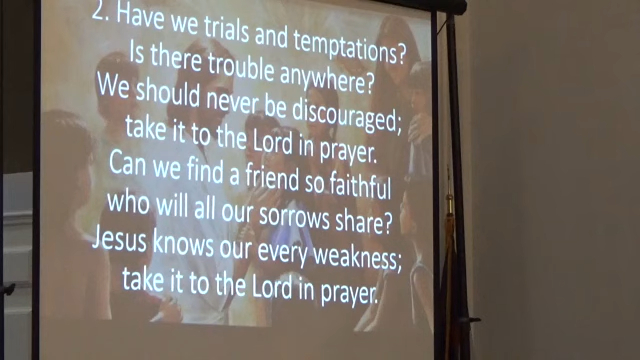 2. Have we trials and temptations?
Is there trouble anywhere?
We should never be discouraged;
take it to the Lord in prayer.
Can we find a friend so faithful
who will all our sorrows share?
Jesus knows our every weakness;
take it to the Lord in prayer.